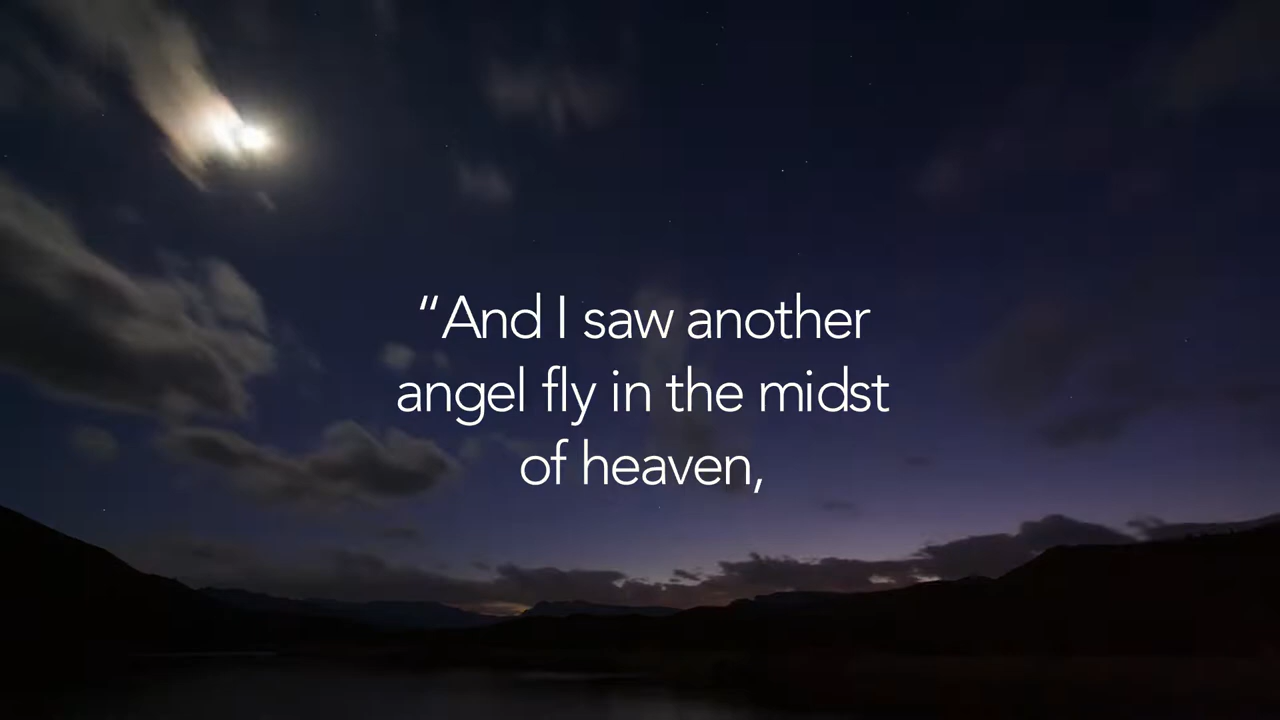 “And I saw another
angel fly in the midst
of heaven,